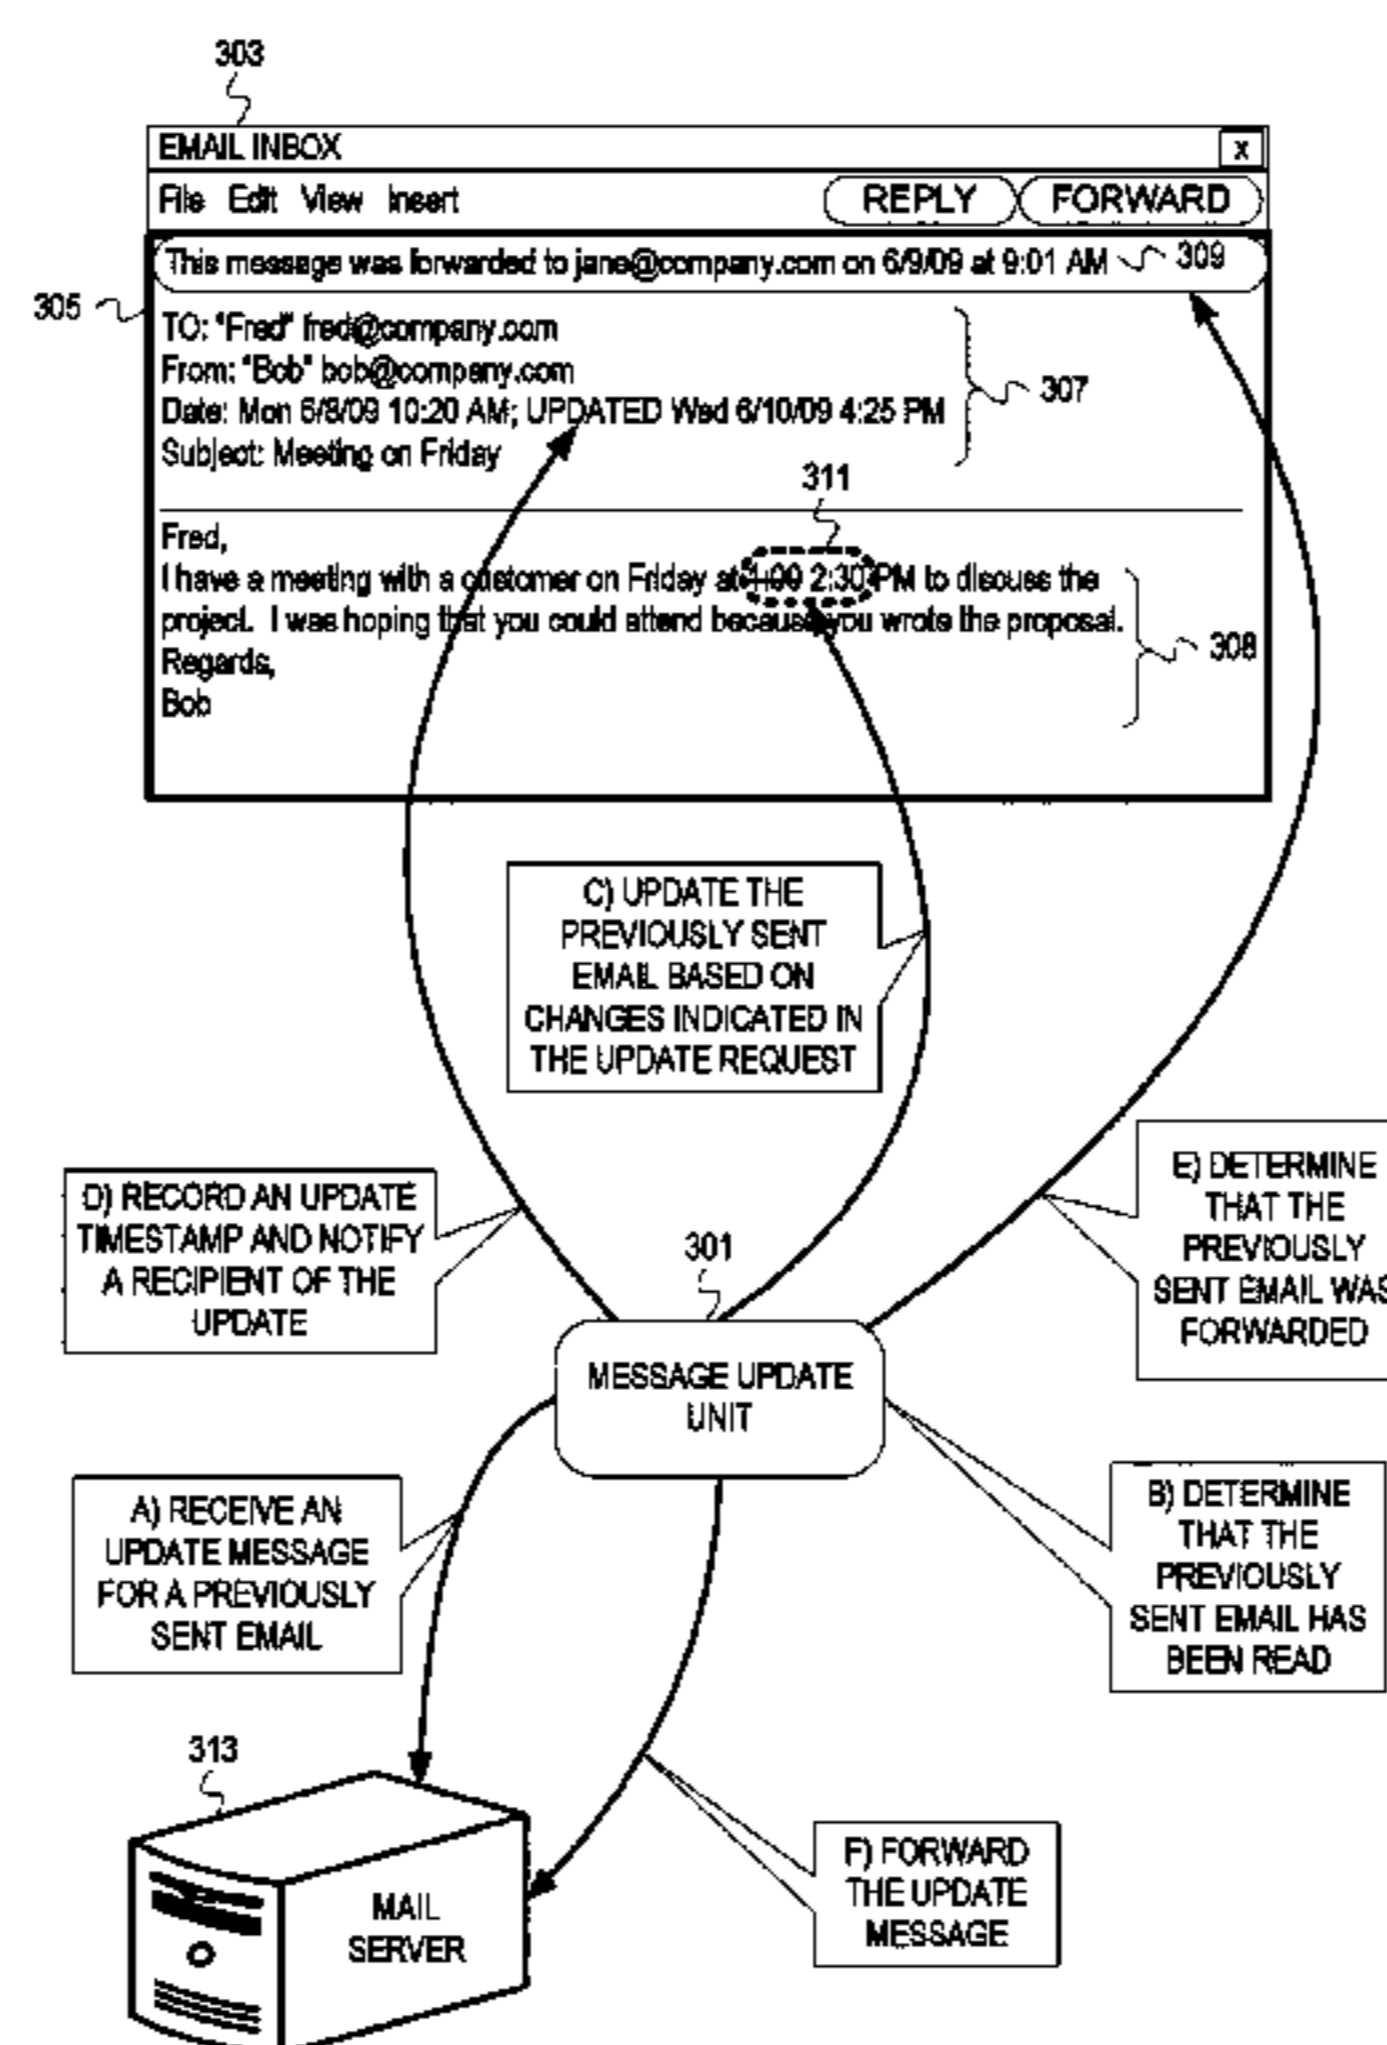 303
EMAIL INBOX x
File Edit View Insert REPLY FORWARD
This message was forwarded to jane@company.com on 6/9/09 at 9:01 AM 309
305
TO: "Fred" fred@company.com
From: "Bob" bob@company.com
307
Date: Mon 6/8/09 10:20 AM; UPDATED Wed 6/10/09 4:25 PM
Subject: Meeting on Friday
311
Fred,
I have a meeting with a customer on Friday at 1:00 2:30 PM to discuss the
project. I was hoping that you could attend because you wrote the proposal.
308
Regards,
Bob
C) UPDATE THE
PREVIOUSLY SENT
EMAIL BASED ON
CHANGES INDICATED IN
THE UPDATE REQUEST
D) RECORD AN UPDATE
TIMESTAMP AND NOTIFY
A RECIPIENT OF THE
UPDATE
E) DETERMINE
THAT THE
PREVIOUSLY
SENT EMAIL WAS
FORWARDED
301
MESSAGE UPDATE
UNIT
A) RECEIVE AN
UPDATE MESSAGE
FOR A PREVIOUSLY
SENT EMAIL
B) DETERMINE
THAT THE
PREVIOUSLY
SENT EMAIL HAS
BEEN READ
313
MAIL
SERVER
F) FORWARD
THE UPDATE
MESSAGE